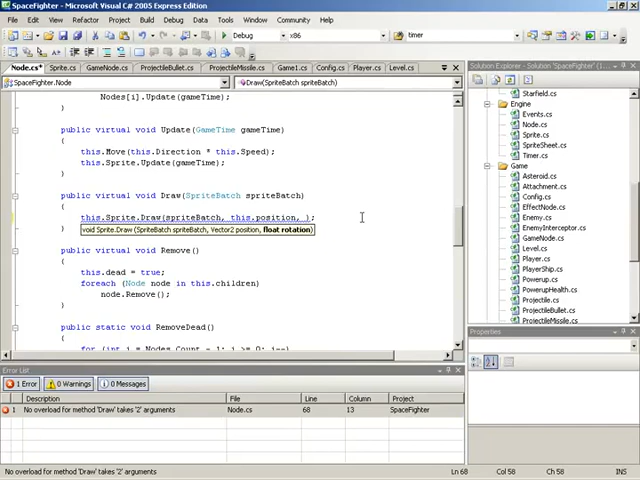 SpaceFighter - Microsoft Visual C# 2005 Express Edition
File Edit View Refactor Project Build Debug Data Tools Window Community Help
Debug x86 timer
Node.cs* Sprite.cs GameNode.cs ProjectileBullet.cs ProjectileMissile.cs Game1.cs Config.cs Player.cs Level.cs
SpaceFighter.Node Draw(SpriteBatch spriteBatch)
Nodes[i].Update(gameTime);
}
public virtual void Update(GameTime gameTime)
{
this.Move(this.Direction * this.Speed);
this.Sprite.Update(gameTime);
}
public virtual void Draw(SpriteBatch spriteBatch)
{
this.Sprite.Draw(spriteBatch, this.position, );
void Sprite.Draw(SpriteBatch spriteBatch, Vector2 position, float rotation)
}
public virtual void Remove()
{
this.dead = true;
foreach (Node node in this.children)
node.Remove();
}
public static void RemoveDead()
{
for (int i = Nodes.Count - 1; i >= 0; i--)
Solution Explorer - SpaceFighter
Starfield.cs
Engine
Events.cs
Node.cs
Sprite.cs
SpriteSheet.cs
Timer.cs
Game
Asteroid.cs
Attachment.cs
Config.cs
EffectNode.cs
Enemy.cs
EnemyInterceptor.cs
GameNode.cs
Level.cs
Player.cs
PlayerShip.cs
Powerup.cs
PowerupHealth.cs
Projectile.cs
ProjectileBullet.cs
ProjectileMissile.cs
Properties
Error List
1 Error 0 Warnings 0 Messages
Description File Line Column Project
1 No overload for method 'Draw' takes '2' arguments Node.cs 68 13 SpaceFighter
No overload for method 'Draw' takes '2' arguments Ln 68 Col 58 Ch 58 INS